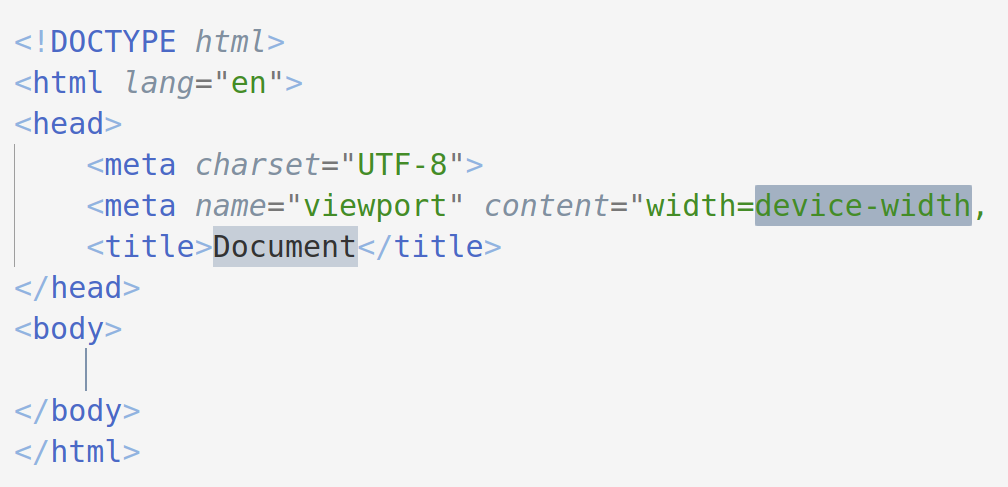 <!DOCTYPE html>
<html lang="en">
<head>
    <meta charset="UTF-8">
    <meta name="viewport" content="width=device-width,
    <title>Document</title>
</head>
<body>
</body>
</html>